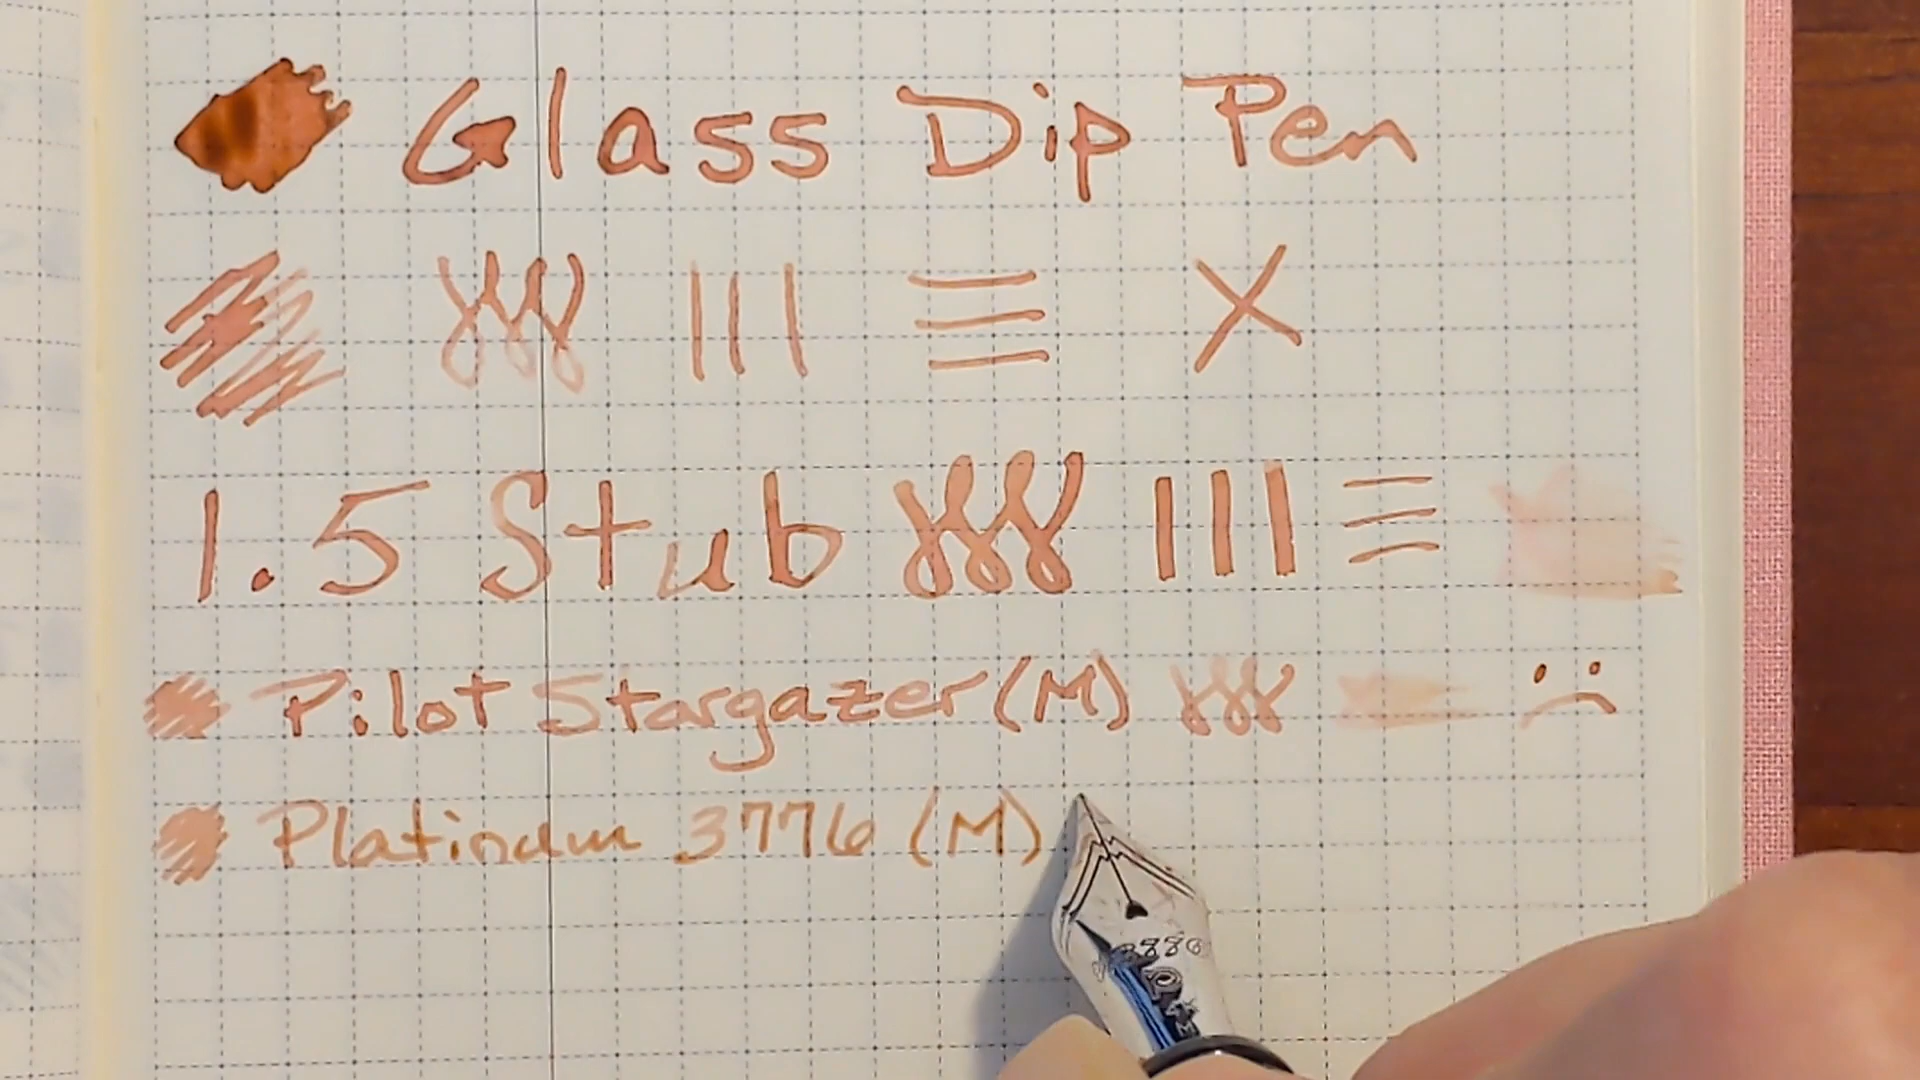 Glass Dip Pen
1.5 Stub
Pilot Stargazer (M)
Platinum 3776 (M)